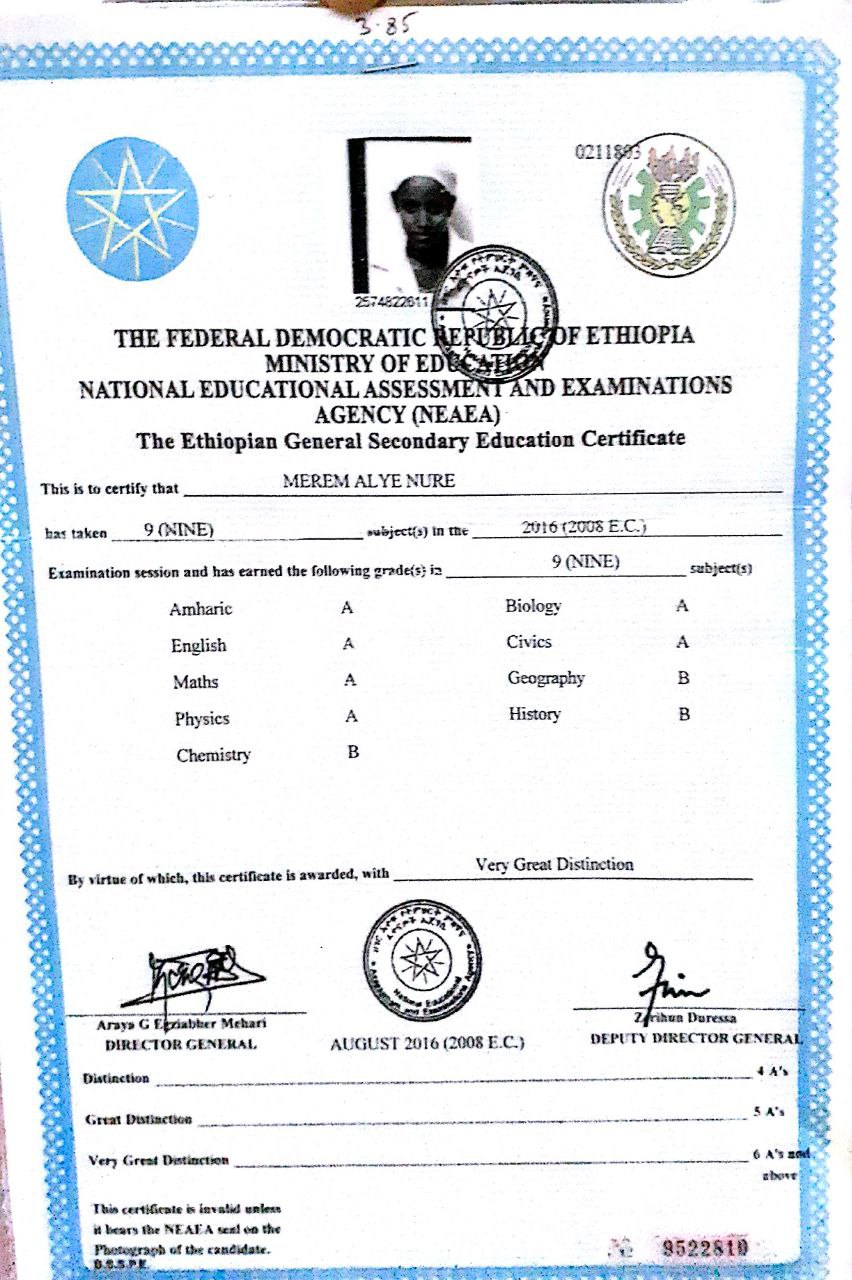 3.85
0211893
2574822611
THE FEDERAL DEMOCRATIC REPUBLIC OF ETHIOPIA
MINISTRY OF EDUCATION
NATIONAL EDUCATIONAL ASSESSMENT AND EXAMINATIONS
AGENCY (NEAEA)
The Ethiopian General Secondary Education Certificate
This is to certify that MEREM ALYE NURE
has taken 9 (NINE) subject(s) in the 2016 (2008 E.C.)
Examination session and has earned the following grade(s) in 9 (NINE) subject(s)
Amharic A Biology A
English A Civics A
Maths A Geography B
Physics A History B
Chemistry B
By virtue of which, this certificate is awarded, with Very Great Distinction
National Educational
Assessment and Examinations Agency
Araya G Egziabher Mehari
DIRECTOR GENERAL
AUGUST 2016 (2008 E.C.)
Zerihun Duressa
DEPUTY DIRECTOR GENERAL
Distinction 4 A's
Great Distinction 5 A's
Very Great Distinction 6 A's and
above
This certificate is invalid unless
it bears the NEAEA seal on the
Photograph of the candidate.
B.S.S.P.E.
No 9522810